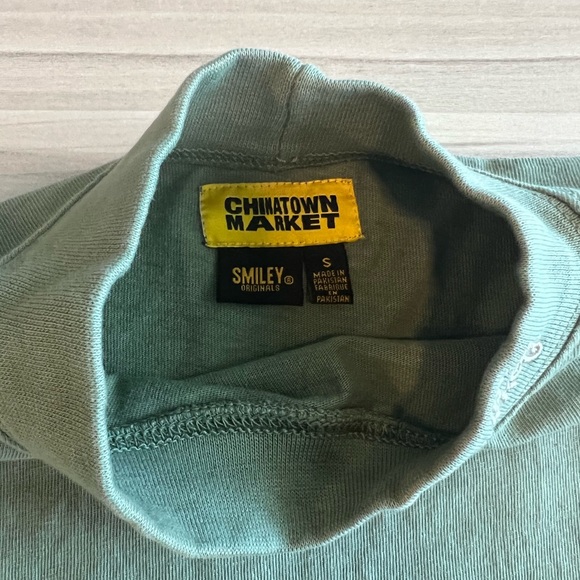 CHINATOWN
MARKET
SMILEY®
ORIGINALS
S
MADE IN
PAKISTAN
FABRIQUE
EN
PAKISTAN